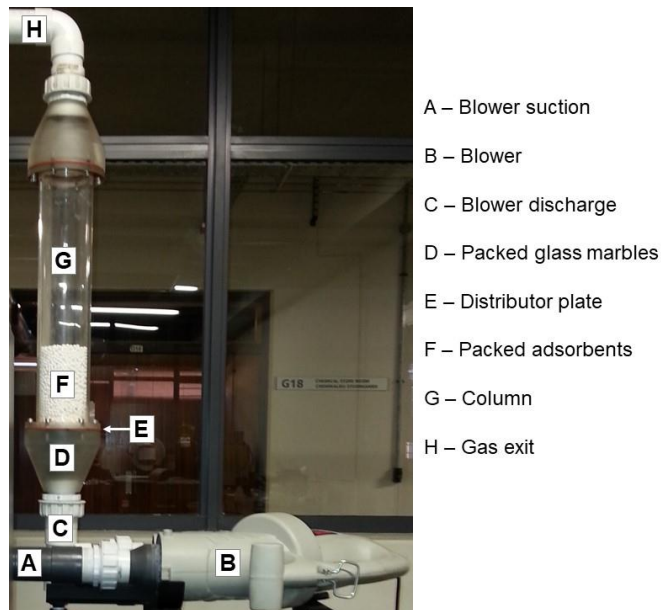 H
G
F
E
D
C
A
B
G18
A – Blower suction
B – Blower
C – Blower discharge
D – Packed glass marbles
E – Distributor plate
F – Packed adsorbents
G – Column
H – Gas exit